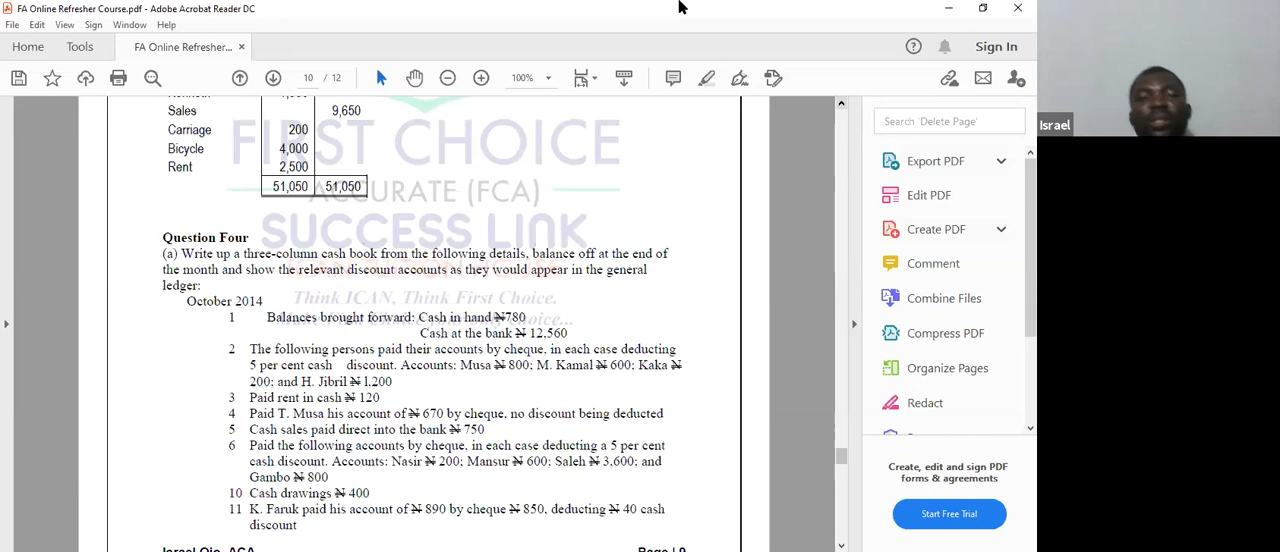 FA Online Refresher Course.pdf - Adobe Acrobat Reader DC
File Edit View Sign Window Help
Home Tools FA Online Refresher... × Sign In
10 / 12 100%
Sales 9,650
Carriage 200
Bicycle 4,000
Rent 2,500
51,050 51,050
FIRST CHOICE
ACCURATE (FCA)
SUCCESS LINK
Think ICAN, Think First Choice.
Question Four
(a) Write up a three-column cash book from the following details, balance off at the end of
the month and show the relevant discount accounts as they would appear in the general
ledger:
October 2014
1 Balances brought forward: Cash in hand ₦780
Cash at the bank ₦ 12,560
2 The following persons paid their accounts by cheque, in each case deducting
5 per cent cash discount. Accounts: Musa ₦ 800; M. Kamal ₦ 600; Kaka ₦
200; and H. Jibril ₦ 1,200
3 Paid rent in cash ₦ 120
4 Paid T. Musa his account of ₦ 670 by cheque, no discount being deducted
5 Cash sales paid direct into the bank ₦ 750
6 Paid the following accounts by cheque, in each case deducting a 5 per cent
cash discount. Accounts: Nasir ₦ 200; Mansur ₦ 600; Saleh ₦ 3,600; and
Gambo ₦ 800
10 Cash drawings ₦ 400
11 K. Faruk paid his account of ₦ 890 by cheque ₦ 850, deducting ₦ 40 cash
discount
Israel Ojo, ACA Page | 9
Search 'Delete Page'
Export PDF
Edit PDF
Create PDF
Comment
Combine Files
Compress PDF
Organize Pages
Redact
Create, edit and sign PDF
forms & agreements
Start Free Trial
Israel